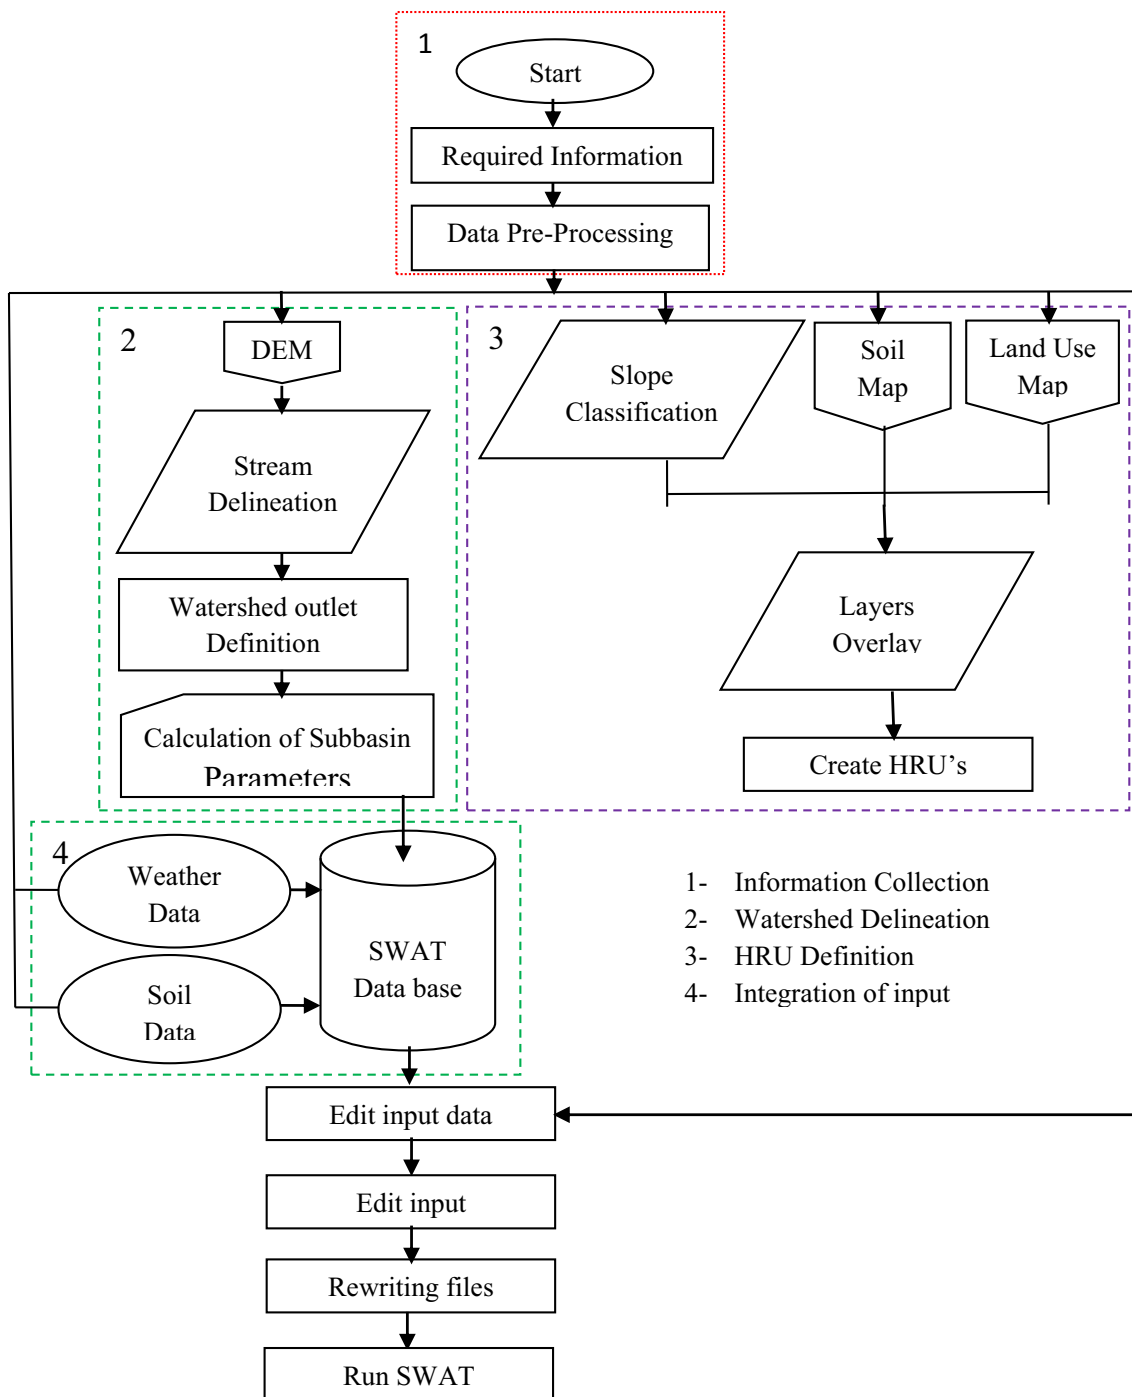 1
Start
Required Information
Data Pre-Processing
2
DEM
Stream
Delineation
Watershed outlet
Definition
Calculation of Subbasin
Parameters
3
Slope
Classification
Soil
Map
Land Use
Map
Layers
Overlay
Create HRU's
4
Weather
Data
Soil
Data
SWAT
Data base
1- Information Collection
2- Watershed Delineation
3- HRU Definition
4- Integration of input
Edit input data
Edit input
Rewriting files
Run SWAT